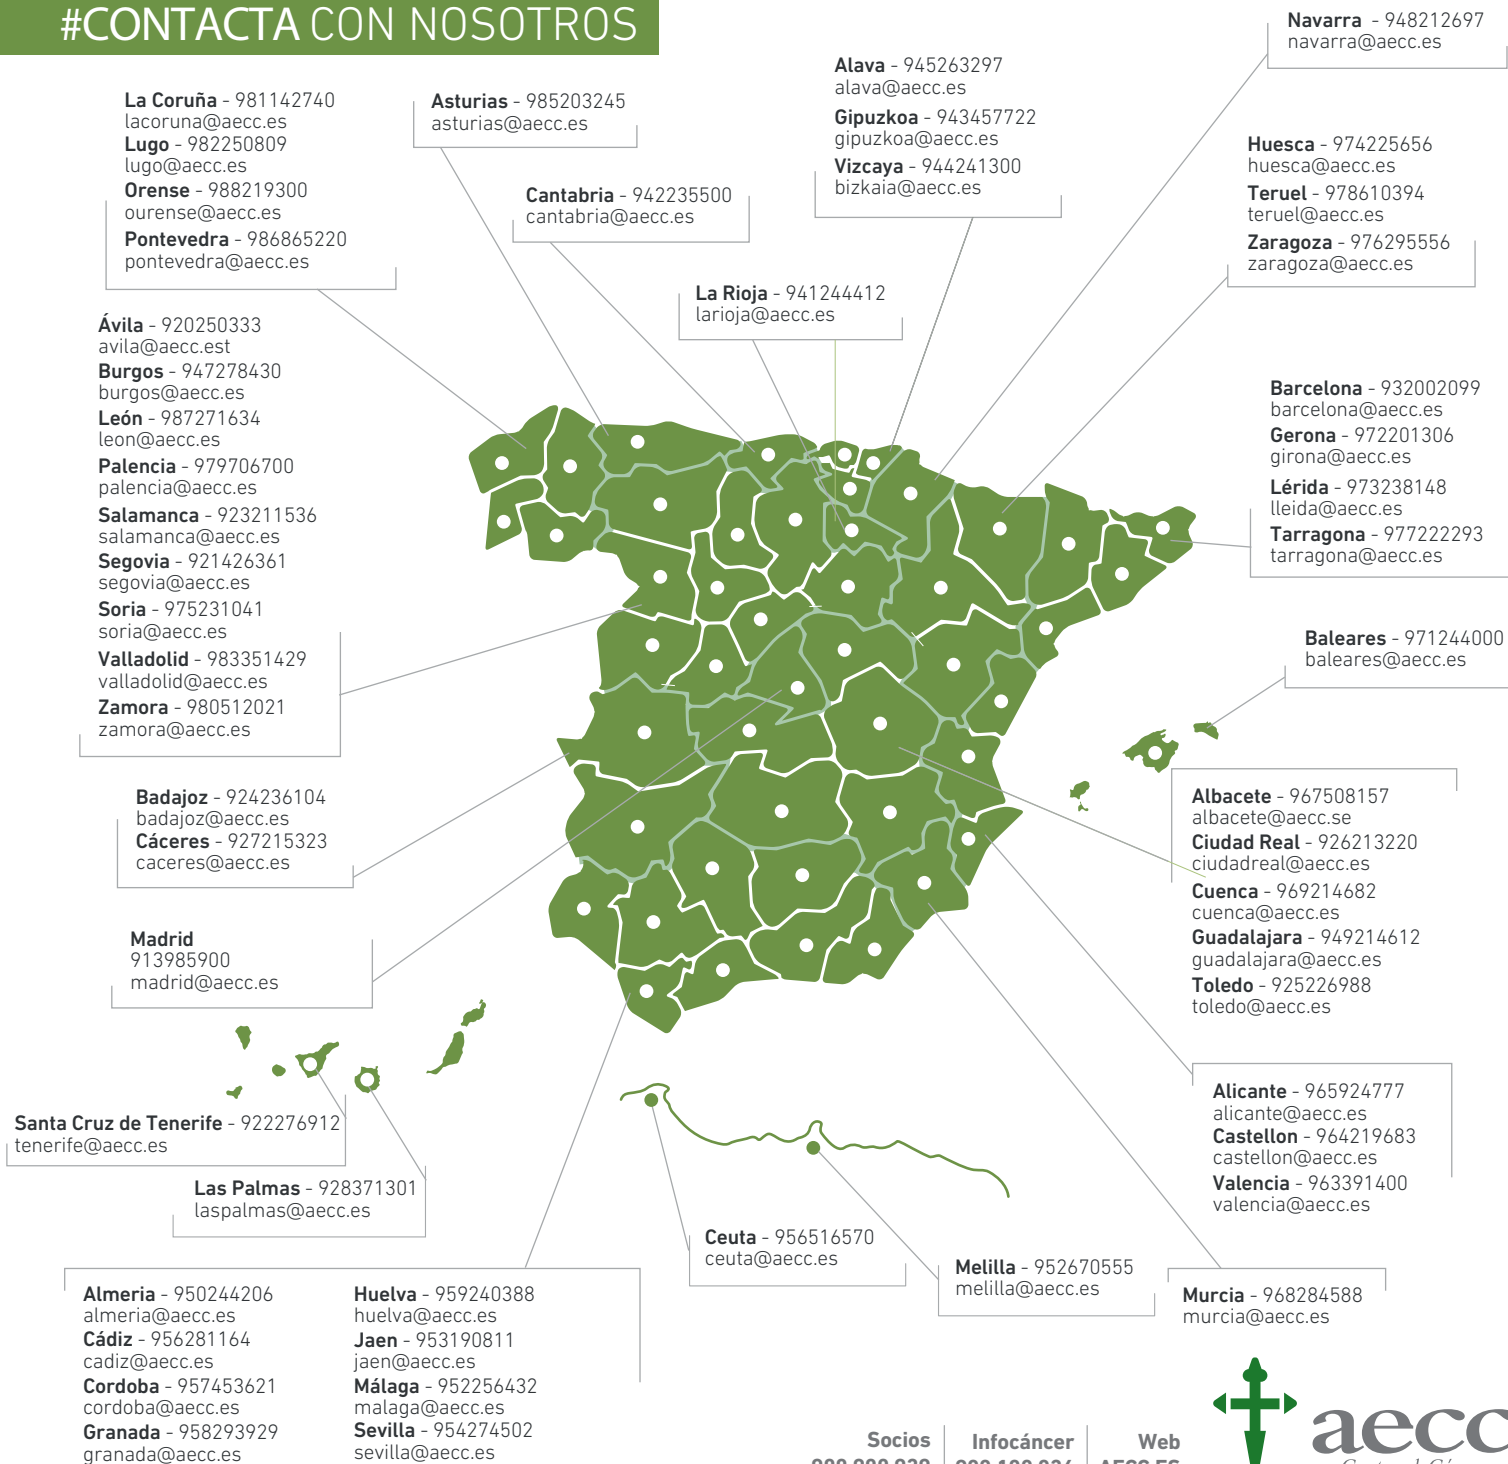 #CONTACTA CON NOSOTROS
La Coruña - 981142740
lacoruna@aecc.es
Lugo - 982250809
lugo@aecc.es
Orense - 988219300
ourense@aecc.es
Pontevedra - 986865220
pontevedra@aecc.es
Asturias - 985203245
asturias@aecc.es
Cantabria - 942235500
cantabria@aecc.es
La Rioja - 941244412
larioja@aecc.es
Alava - 945263297
alava@aecc.es
Gipuzkoa - 943457722
gipuzkoa@aecc.es
Vizcaya - 944241300
bizkaia@aecc.es
Navarra - 948212697
navarra@aecc.es
Huesca - 974225656
huesca@aecc.es
Teruel - 978610394
teruel@aecc.es
Zaragoza - 976295556
zaragoza@aecc.es
Ávila - 920250333
avila@aecc.est
Burgos - 947278430
burgos@aecc.es
León - 987271634
leon@aecc.es
Palencia - 979706700
palencia@aecc.es
Salamanca - 923211536
salamanca@aecc.es
Segovia - 921426361
segovia@aecc.es
Soria - 975231041
soria@aecc.es
Valladolid - 983351429
valladolid@aecc.es
Zamora - 980512021
zamora@aecc.es
Barcelona - 932002099
barcelona@aecc.es
Gerona - 972201306
girona@aecc.es
Lérida - 973238148
lleida@aecc.es
Tarragona - 977222293
tarragona@aecc.es
Baleares - 971244000
baleares@aecc.es
Badajoz - 924236104
badajoz@aecc.es
Cáceres - 927215323
caceres@aecc.es
Madrid
913985900
madrid@aecc.es
Albacete - 967508157
albacete@aecc.se
Ciudad Real - 926213220
ciudadreal@aecc.es
Cuenca - 969214682
cuenca@aecc.es
Guadalajara - 949214612
guadalajara@aecc.es
Toledo - 925226988
toledo@aecc.es
Santa Cruz de Tenerife - 922276912
tenerife@aecc.es
Las Palmas - 928371301
laspalmas@aecc.es
Alicante - 965924777
alicante@aecc.es
Castellon - 964219683
castellon@aecc.es
Valencia - 963391400
valencia@aecc.es
Ceuta - 956516570
ceuta@aecc.es
Melilla - 952670555
melilla@aecc.es
Murcia - 968284588
murcia@aecc.es
Almeria - 950244206
almeria@aecc.es
Cádiz - 956281164
cadiz@aecc.es
Cordoba - 957453621
cordoba@aecc.es
Granada - 958293929
granada@aecc.es
Huelva - 959240388
huelva@aecc.es
Jaen - 953190811
jaen@aecc.es
Málaga - 952256432
malaga@aecc.es
Sevilla - 954274502
sevilla@aecc.es
Socios
Infocáncer
Web
AECC.ES
aecc